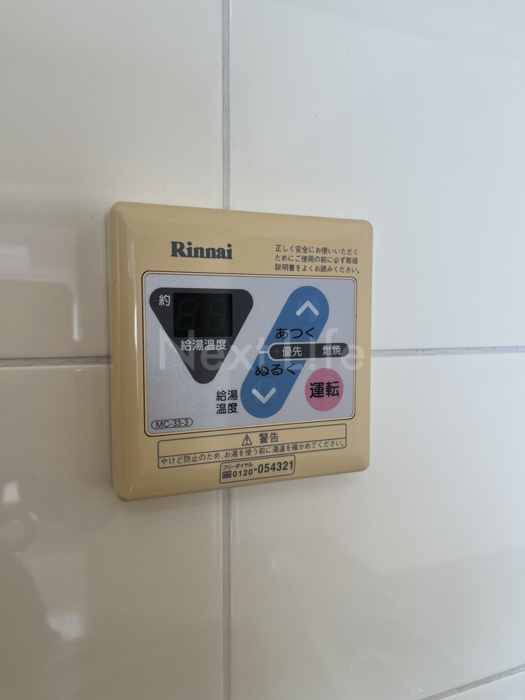 Rinnai
正しく安全にお使いいただく
ためにご使用の前に必ず取扱
説明書をよくお読みください。
約
給湯温度
あつく
優先 燃焼
ぬるく
給湯
温度
運転
MC-33-3
警告
やけど防止のため、お湯を使う前に湯温を確かめてください。
フリーダイヤル
0120-054321
Next Life